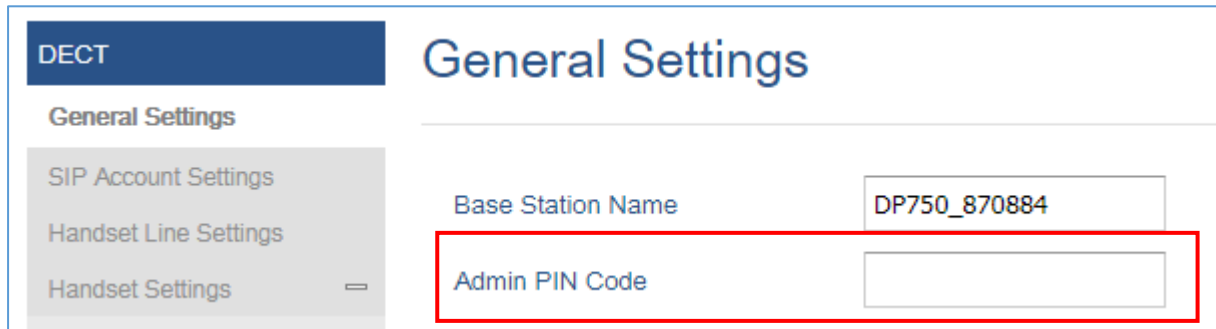 DECT
General Settings
SIP Account Settings
Handset Line Settings
Handset Settings
General Settings
Base Station Name DP750_870884
Admin PIN Code